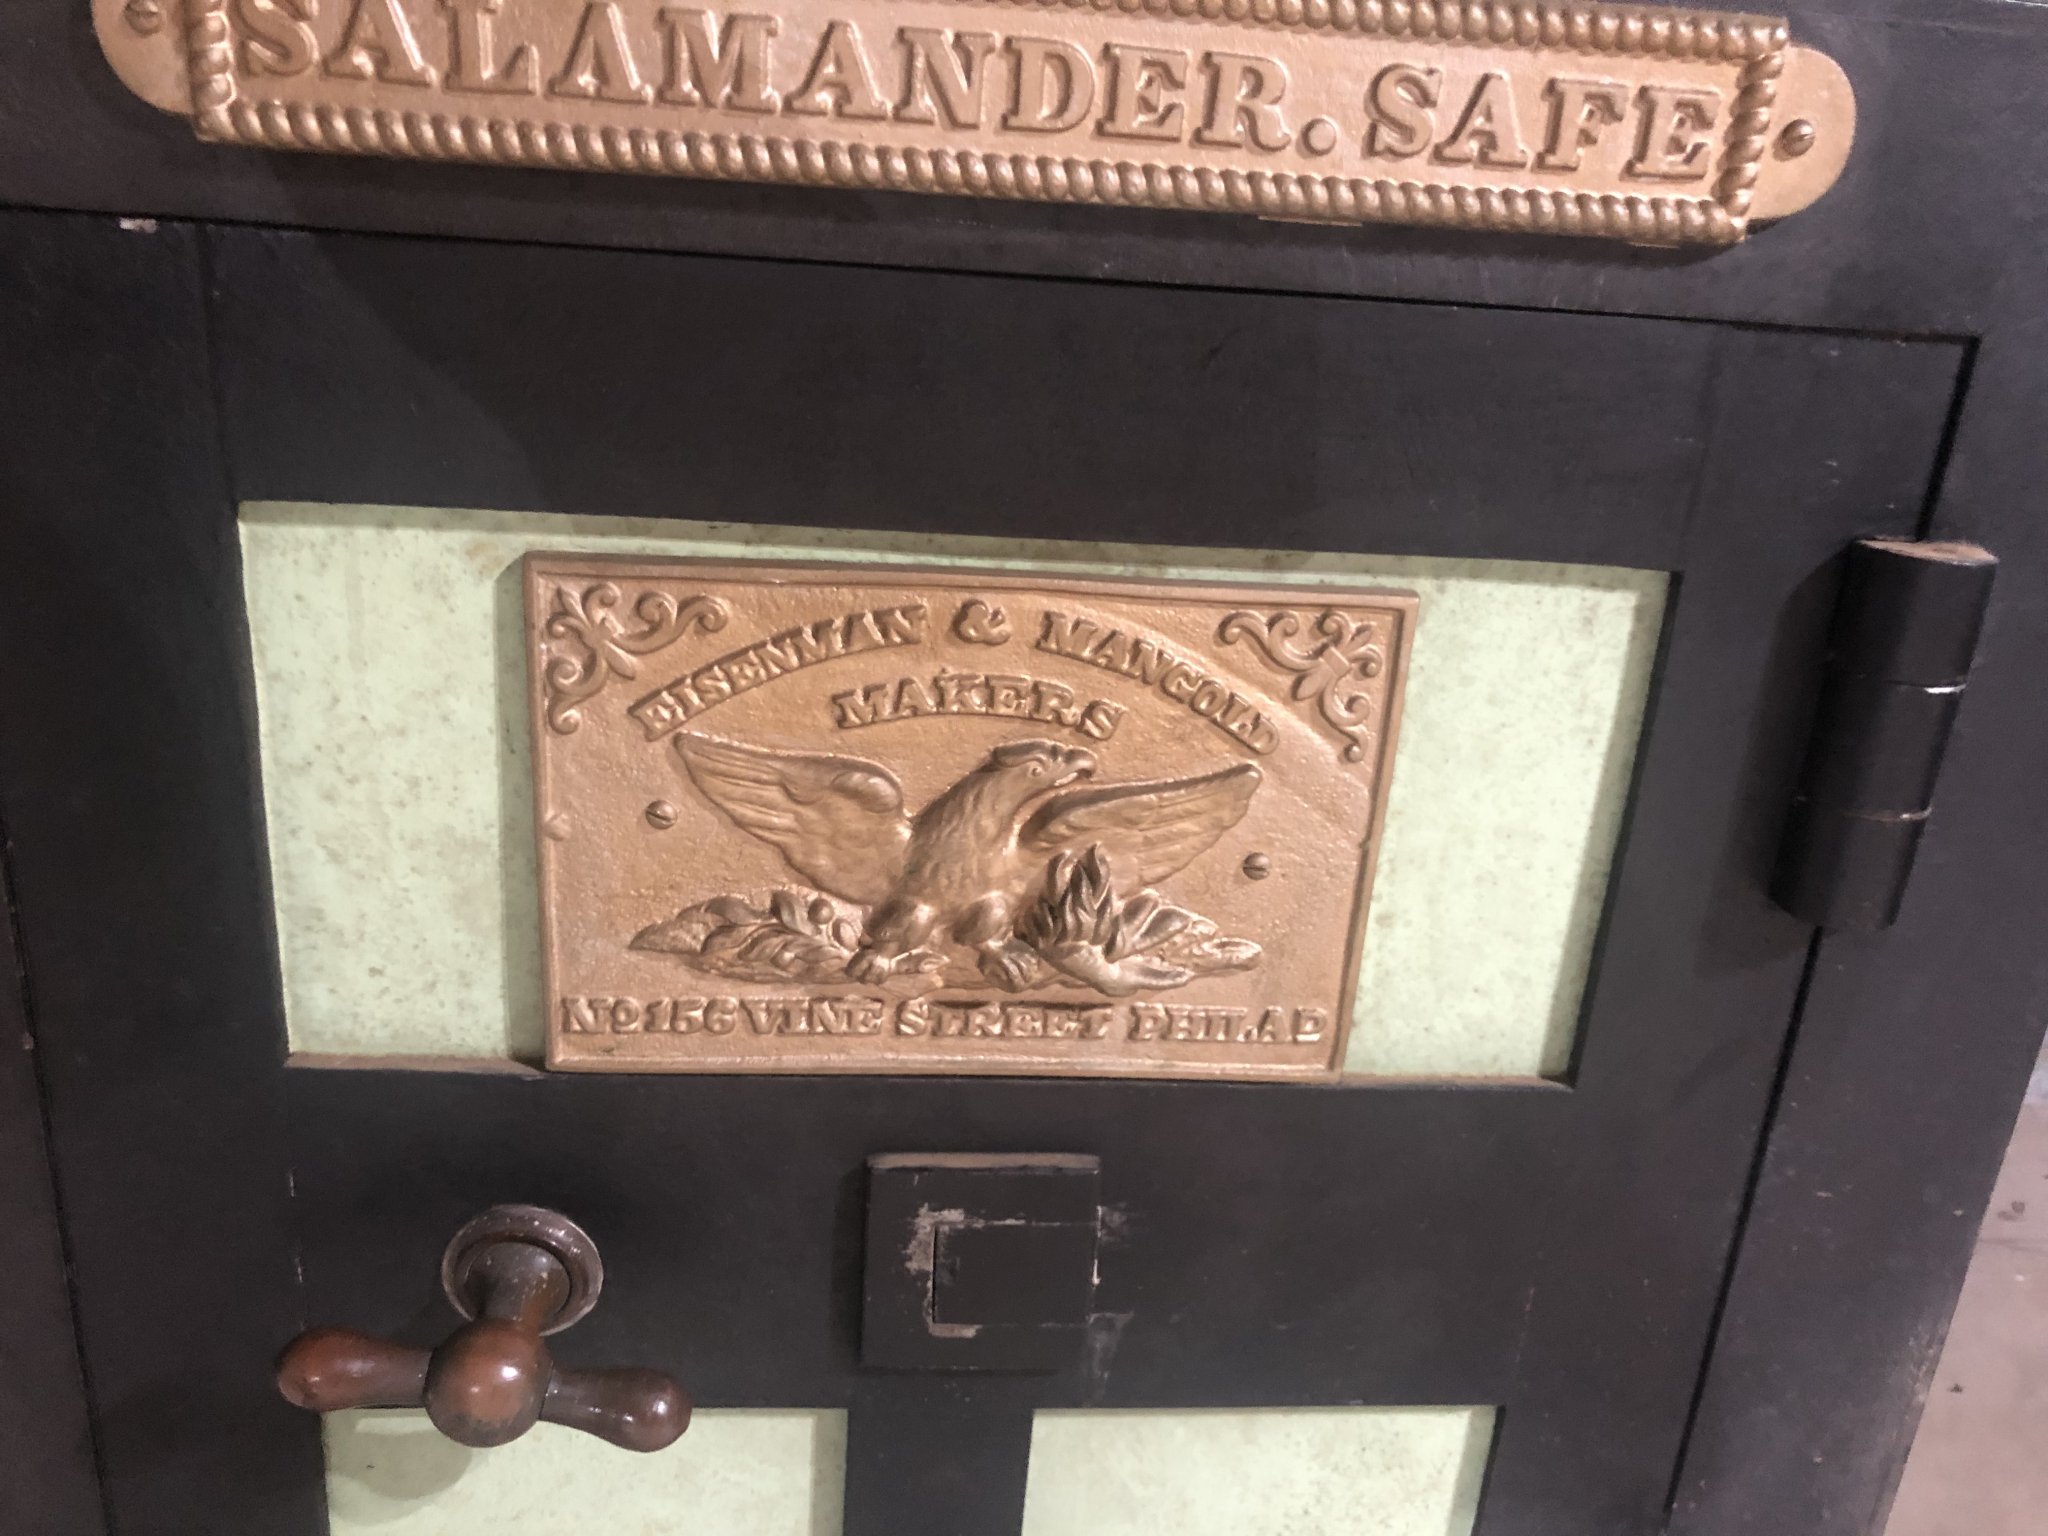 SALAMANDER. SAFE
EISENMAN & MANGOLD
MAKERS
No 156 VINE STREET PHILAD